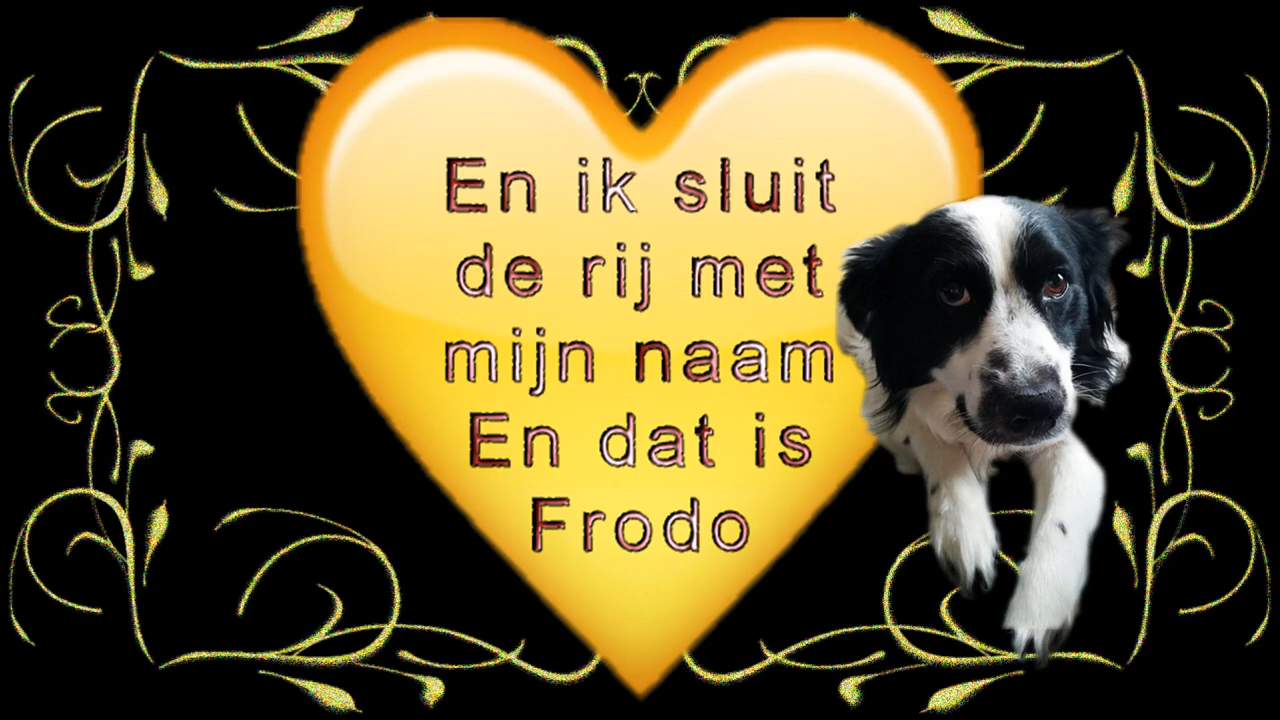 En ik sluit
de rij met
mijn naam
En dat is
Frodo